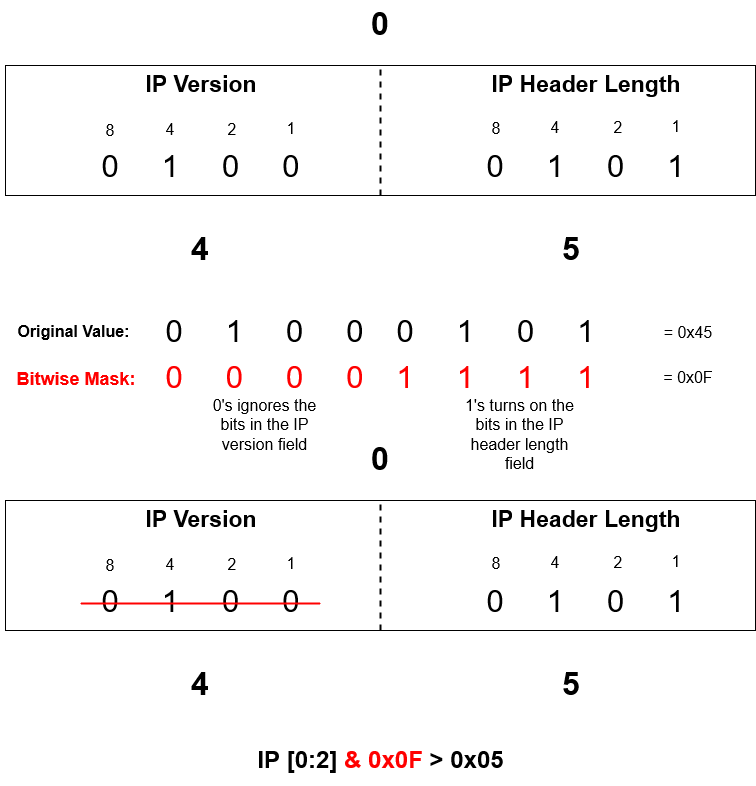 0
IP Version IP Header Length
8 4 2 1 8 4 2 1
0 1 0 0 0 1 0 1
4 5
Original Value: 0 1 0 0 0 1 0 1 = 0x45
Bitwise Mask: 0 0 0 0 1 1 1 1 = 0x0F
0's ignores the
bits in the IP
version field
1's turns on the
bits in the IP
header length
field
0
IP Version IP Header Length
8 4 2 1 8 4 2 1
0 1 0 0 0 1 0 1
4 5
IP [0:2] & 0x0F > 0x05